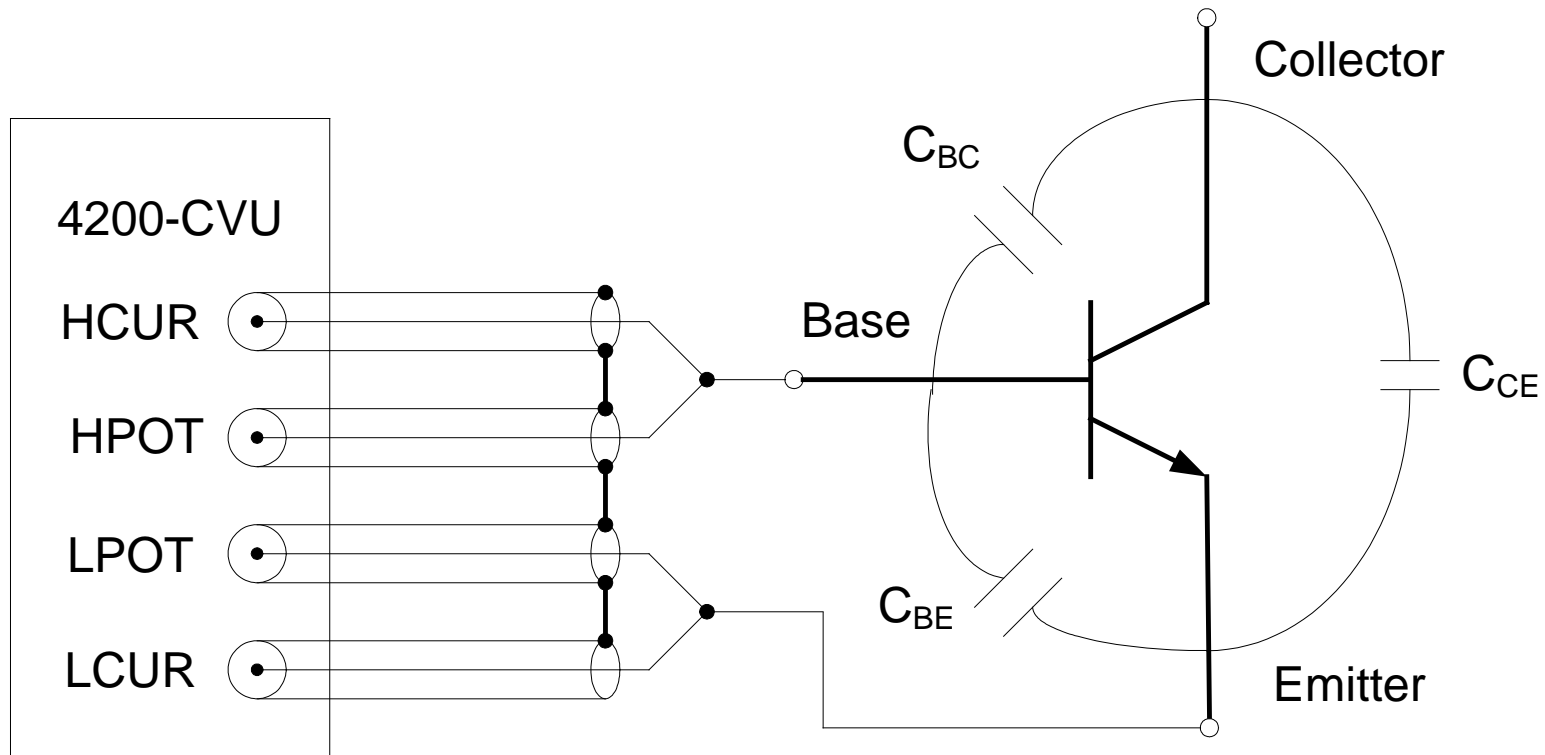 Collector
C_BC
4200-CVU
HCUR
Base
C_CE
HPOT
LPOT
C_BE
LCUR
Emitter